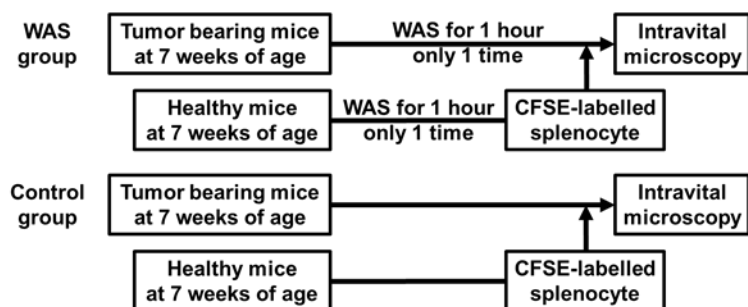 WAS
group
Tumor bearing mice
at 7 weeks of age
WAS for 1 hour
only 1 time
Intravital
microscopy
Healthy mice
at 7 weeks of age
WAS for 1 hour
only 1 time
CFSE-labelled
splenocyte
Control
group
Tumor bearing mice
at 7 weeks of age
Intravital
microscopy
Healthy mice
at 7 weeks of age
CFSE-labelled
splenocyte